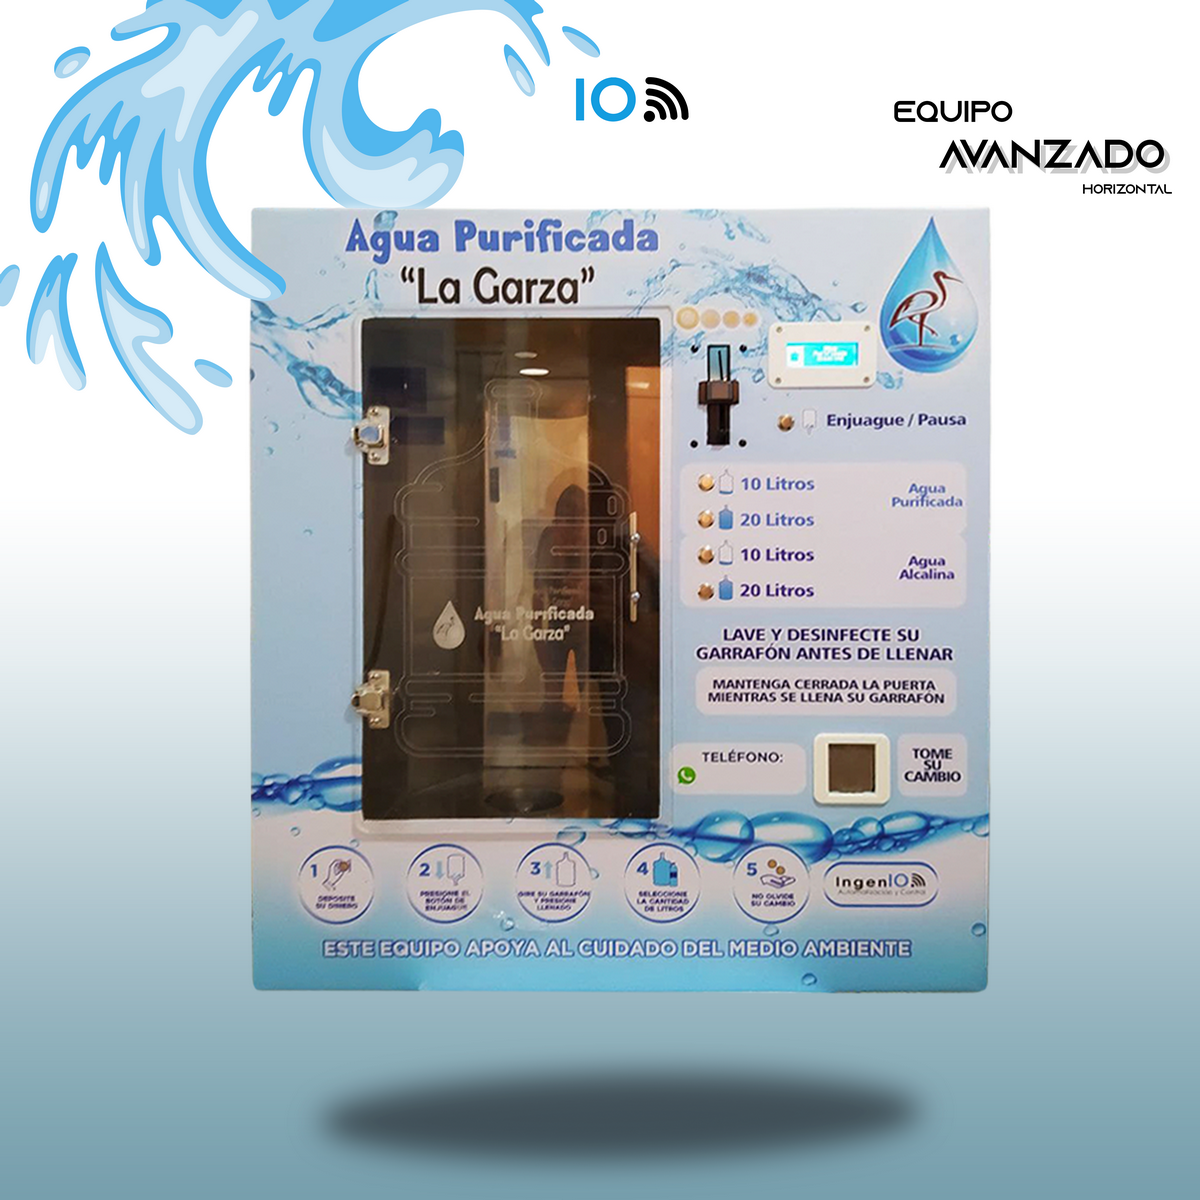 IO
EQUIPO
AVANZADO
HORIZONTAL
Agua Purificada
“La Garza”
Enjuague / Pausa
10 Litros
20 Litros
Agua
Purificada
10 Litros
20 Litros
Agua
Alcalina
Agua Purificada
“La Garza”
LAVE Y DESINFECTE SU
GARRAFÓN ANTES DE LLENAR
MANTENGA CERRADA LA PUERTA
MIENTRAS SE LLENA SU GARRAFÓN
TELÉFONO:
TOME
SU
CAMBIO
1
DEPOSITE
SU DINERO
2
PRESIONE EL
BOTÓN DE
ENJUAGUE
3
GIRE SU GARRAFÓN
Y PRESIONE
LLENADO
4
SELECCIONE
LA CANTIDAD
DE LITROS
5
NO OLVIDE
SU CAMBIO
IngenIO
Automatización y Control
ESTE EQUIPO APOYA AL CUIDADO DEL MEDIO AMBIENTE